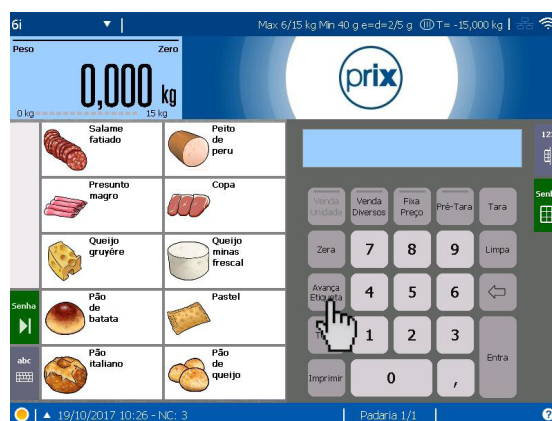 6i
Max 6/15 kg Min 40 g e=d=2/5 g
T= -15,000 kg
Peso
Zero
0,000 kg
0 kg
15 kg
prix
Salame
fatiado
Peito
de
peru
Presunto
magro
Copa
Queijo
gruyére
Queijo
minas
frescal
Senha
Pão
de
batata
Pastel
abc
Pão
italiano
Pão
de
queijo
Venda
Unidade
Venda
Diversos
Fixa
Preço
Pré-Tara
Tara
Zera
7
8
9
Limpa
Avança
Etiqueta
4
5
6
1
2
3
Entra
Imprimir
0
,
19/10/2017 10:26 - NC: 3
Padaria 1/1
?